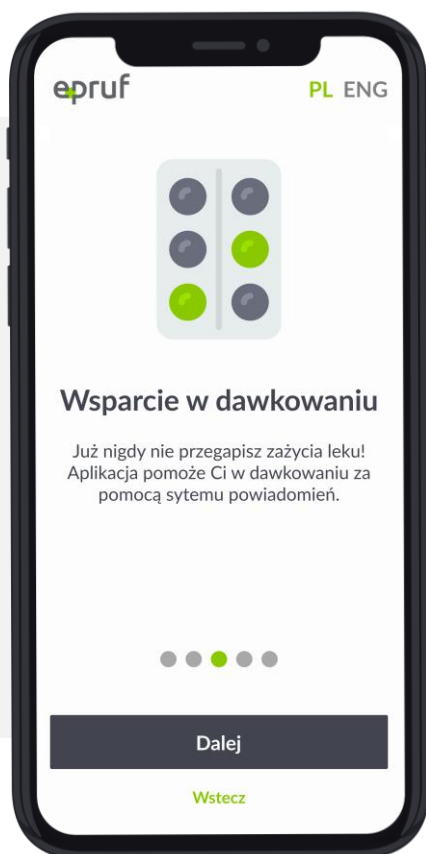 epruf
PL ENG
Wsparcie w dawkowaniu
Już nigdy nie przegapisz zażycia leku!
Aplikacja pomoże Ci w dawkowaniu za
pomocą sytemu powiadomień.
Dalej
Wstecz